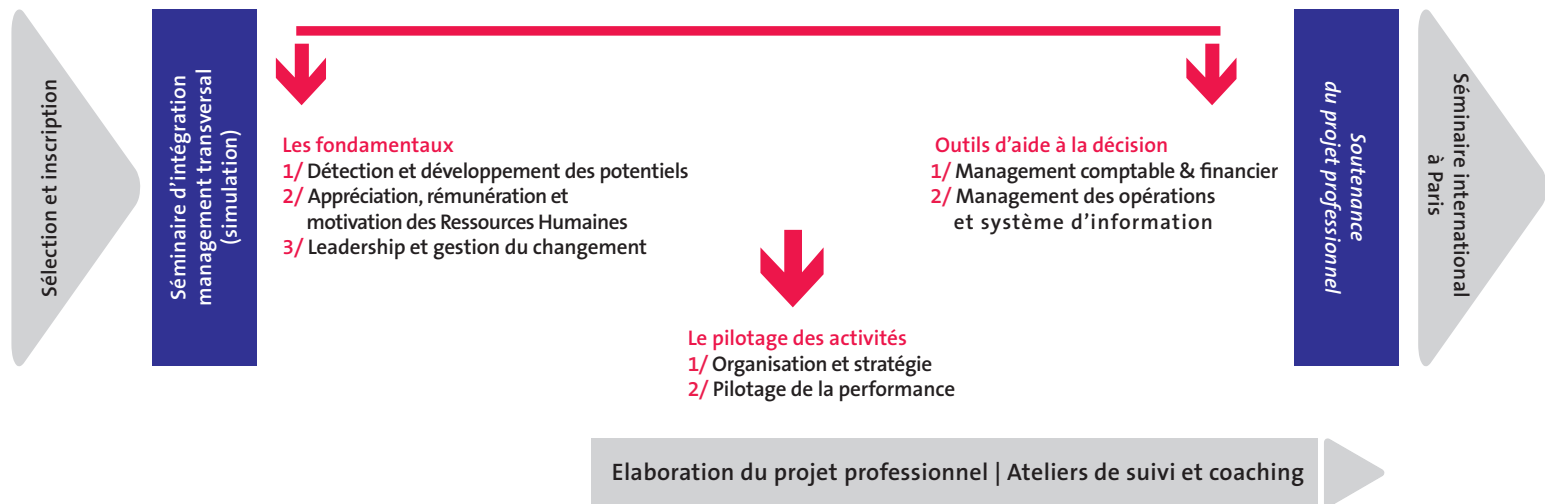 Sélection et inscription
Séminaire d'intégration
management transversal
(simulation)
Les fondamentaux
1/ Détection et développement des potentiels
2/ Appréciation, rémunération et
motivation des Ressources Humaines
3/ Leadership et gestion du changement
Outils d'aide à la décision
1/ Management comptable & financier
2/ Management des opérations
et système d'information
Le pilotage des activités
1/ Organisation et stratégie
2/ Pilotage de la performance
Elaboration du projet professionnel | Ateliers de suivi et coaching
Soutenance
du projet professionnel
Séminaire international
à Paris